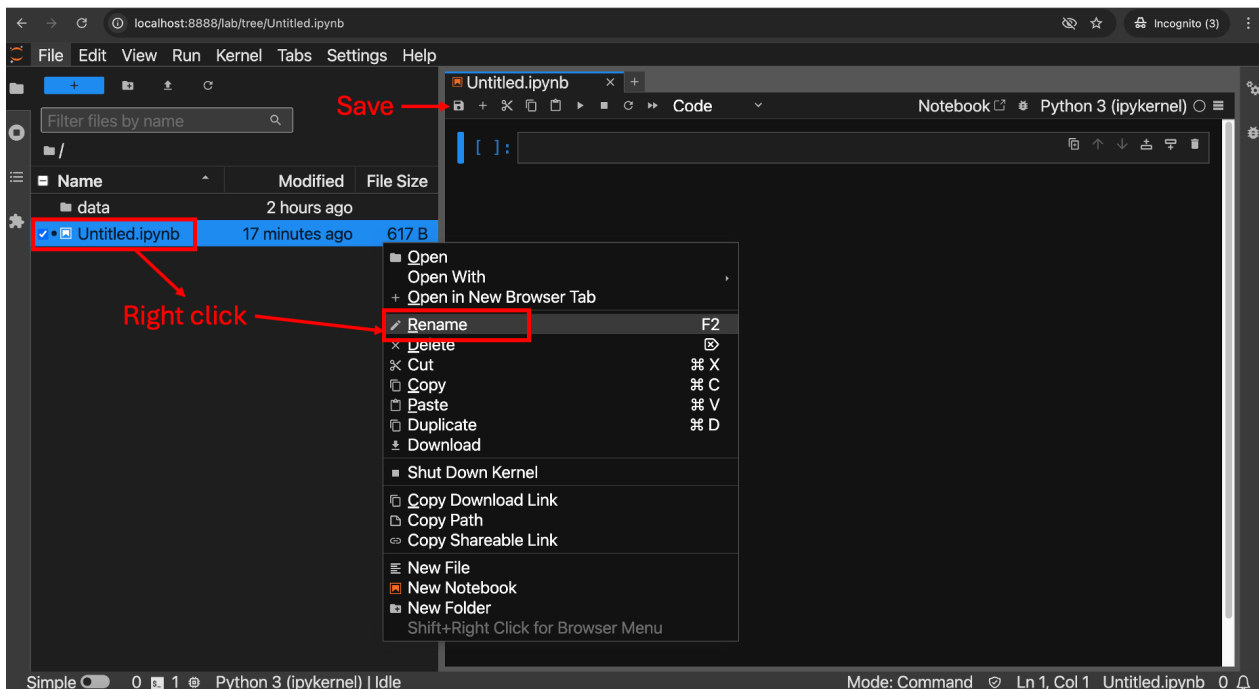 localhost:8888/lab/tree/Untitled.ipynb
Incognito (3)
File Edit View Run Kernel Tabs Settings Help
Untitled.ipynb
Save
Code
Notebook
Python 3 (ipykernel)
Filter files by name
/
[ ]:
Name Modified File Size
data 2 hours ago
Untitled.ipynb 17 minutes ago 617 B
Right click
Open
Open With
Open in New Browser Tab
Rename F2
Delete
Cut ⌘ X
Copy ⌘ C
Paste ⌘ V
Duplicate ⌘ D
Download
Shut Down Kernel
Copy Download Link
Copy Path
Copy Shareable Link
New File
New Notebook
New Folder
Shift+Right Click for Browser Menu
Simple 0 1 Python 3 (ipykernel) | Idle Mode: Command Ln 1, Col 1 Untitled.ipynb 0